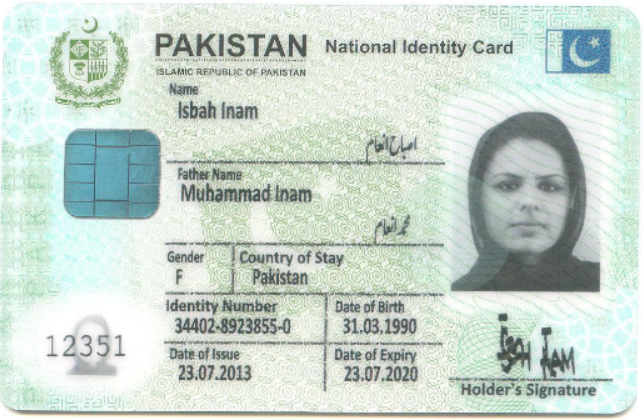 PAKISTAN National Identity Card
ISLAMIC REPUBLIC OF PAKISTAN
Name
Isbah Inam
اصباح انعام
Father Name
Muhammad Inam
محمد انعام
Gender Country of Stay
F Pakistan
Identity Number Date of Birth
34402-8923855-0 31.03.1990
12351
Date of Issue Date of Expiry
23.07.2013 23.07.2020
Holder's Signature